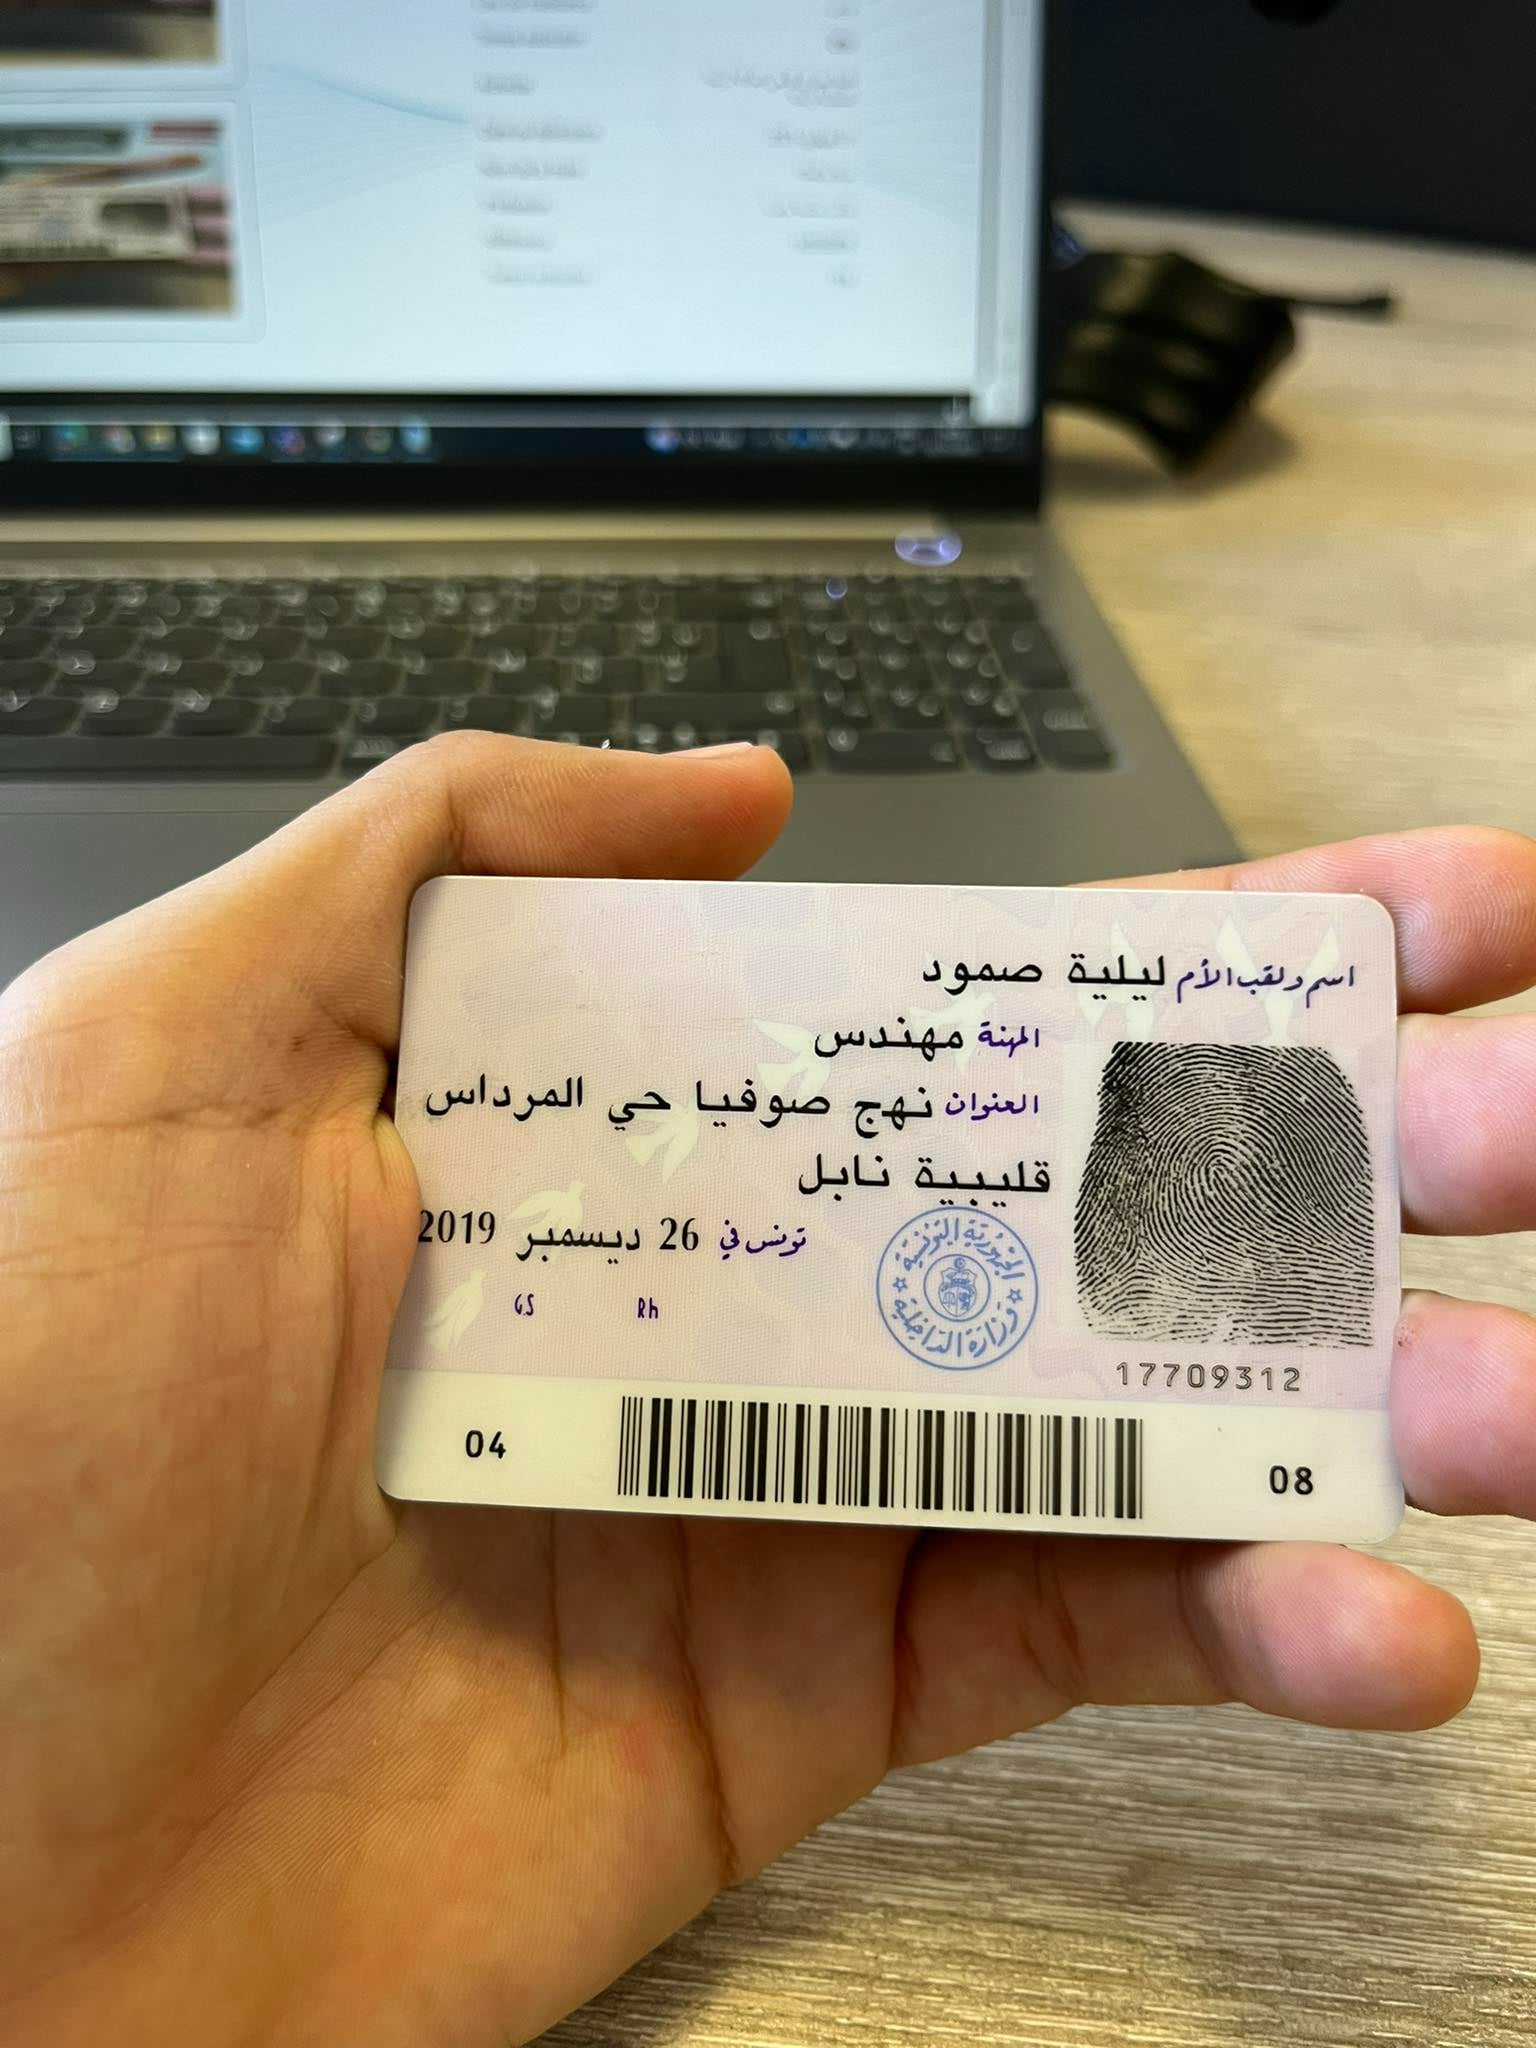 اسم ولقب الأم ليلية صمود
المهنة مهندس
العنوان نهج صوفيا حي المرداس
قليبية نابل
تونس في 26 ديسمبر 2019
GS Rh
الجمهورية التونسية
وزارة الداخلية
17709312
04 08